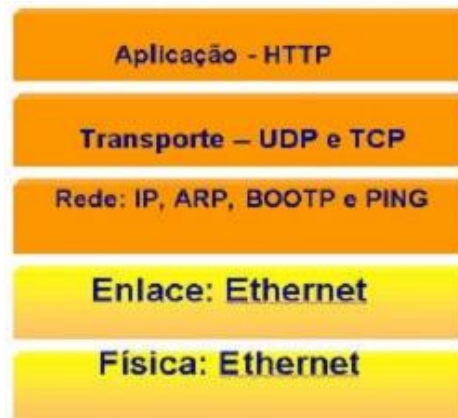 Aplicação - HTTP
Transporte – UDP e TCP
Rede: IP, ARP, BOOTP e PING
Enlace: Ethernet
Física: Ethernet